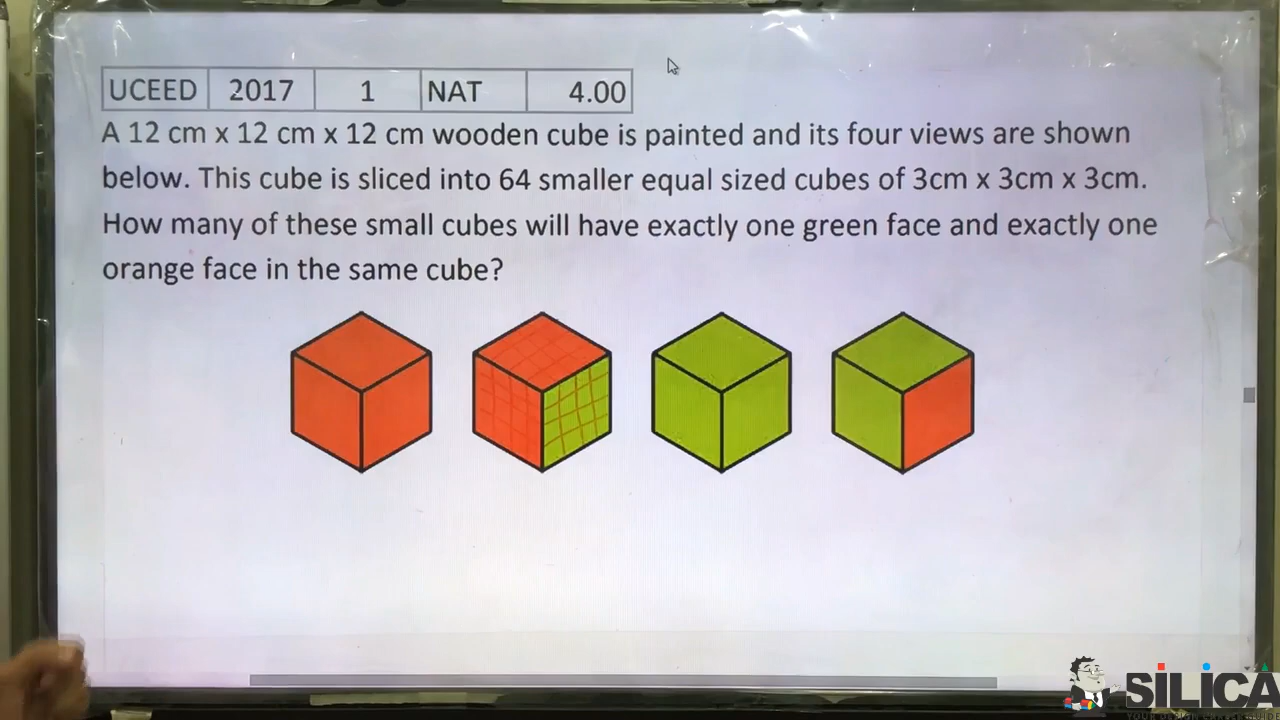 UCEED 2017 1 NAT 4.00
A 12 cm x 12 cm x 12 cm wooden cube is painted and its four views are shown
below. This cube is sliced into 64 smaller equal sized cubes of 3cm x 3cm x 3cm.
How many of these small cubes will have exactly one green face and exactly one
orange face in the same cube?
SILICA